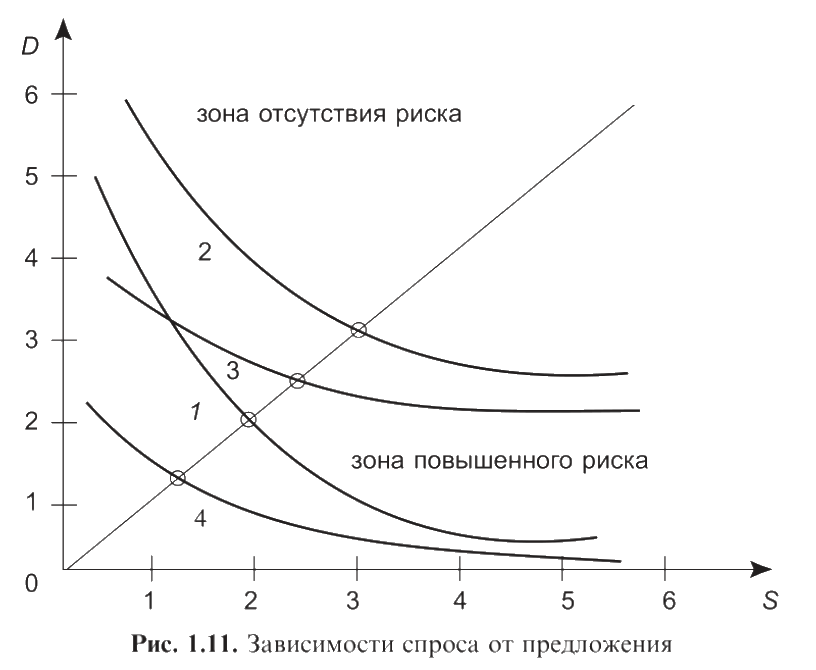 D
6
зона отсутствия риска
5
4
2
3
3
2
1
зона повышенного риска
1
4
0
1 2 3 4 5 6 S
Рис. 1.11. Зависимости спроса от предложения